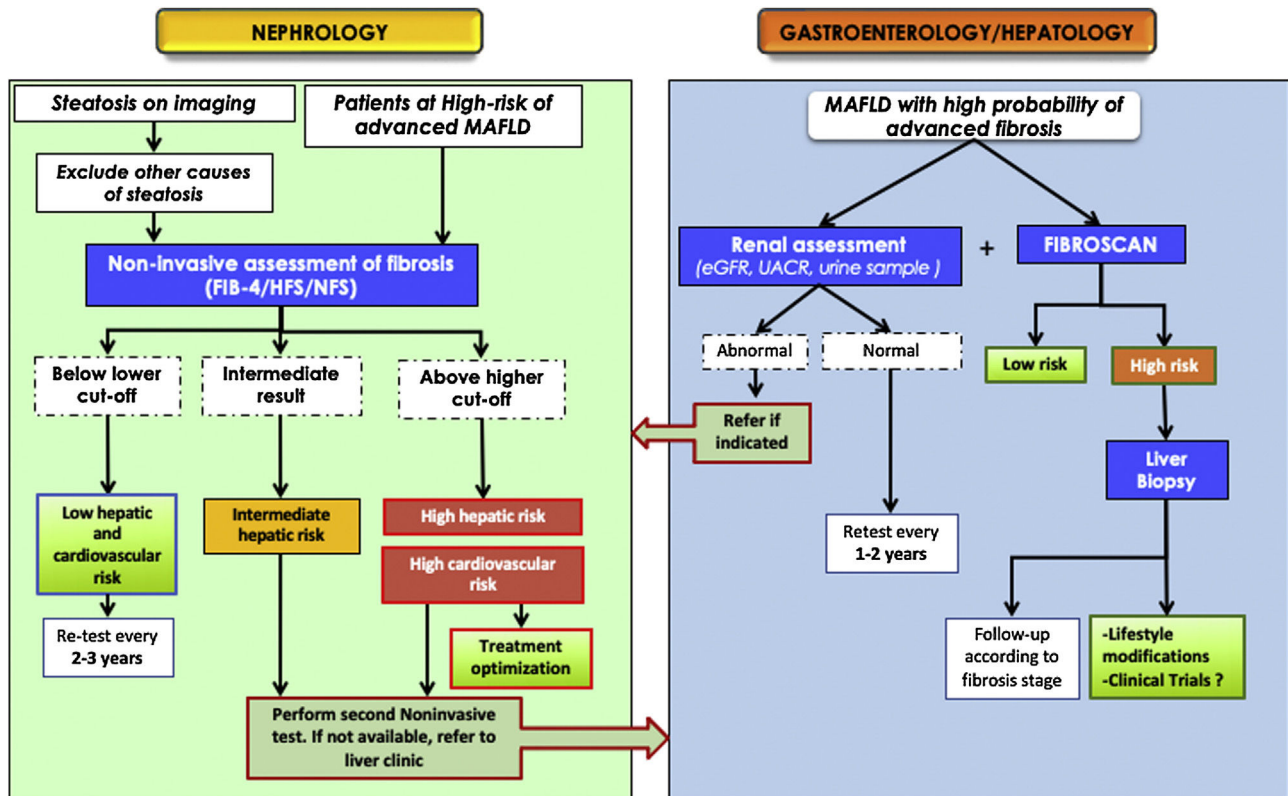 NEPHROLOGY
Steatosis on imaging
Patients at High-risk of
advanced MAFLD
Exclude other causes
of steatosis
Non-invasive assessment of fibrosis
(FIB-4/HFS/NFS)
Below lower
cut-off
Intermediate
result
Above higher
cut-off
Low hepatic
and
cardiovascular
risk
Intermediate
hepatic risk
High hepatic risk
High cardiovascular
risk
Re-test every
2-3 years
Treatment
optimization
Perform second Noninvasive
test. If not available, refer to
liver clinic
GASTROENTEROLOGY/HEPATOLOGY
MAFLD with high probability of
advanced fibrosis
Renal assessment
(eGFR, UACR, urine sample )
+
FIBROSCAN
Abnormal
Normal
Low risk
High risk
Refer if
indicated
Liver
Biopsy
Retest every
1-2 years
Follow-up
according to
fibrosis stage
-Lifestyle
modifications
-Clinical Trials ?